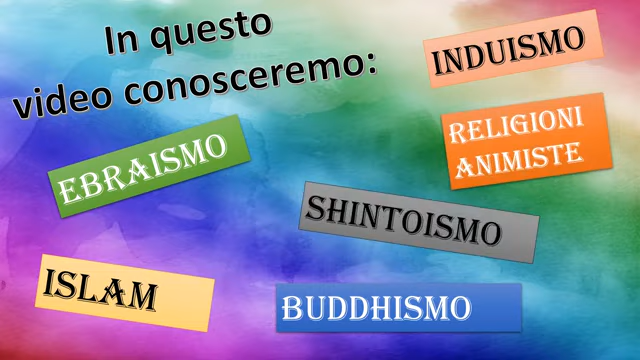 In questo
video conosceremo:
INDUISMO
RELIGIONI
ANIMISTE
EBRAISMO
SHINTOISMO
ISLAM
BUDDHISMO